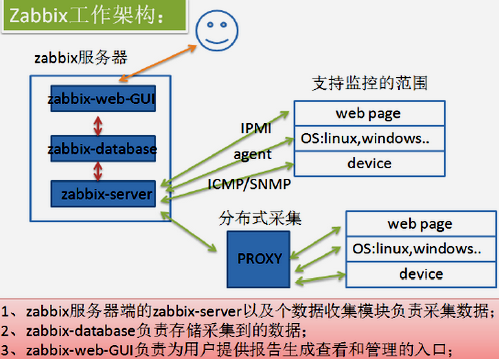 Zabbix工作架构：
zabbix服务器
支持监控的范围
zabbix-web-GUI
web page
IPMI
OS:linux,windows..
zabbix-database
agent
device
zabbix-server
ICMP/SNMP
分布式采集
web page
PROXY
OS:linux,windows..
device
1、zabbix服务器端的zabbix-server以及个数据收集模块负责采集数据；
2、zabbix-database负责存储采集到的数据；
3、zabbix-web-GUI负责为用户提供报告生成查看和管理的入口；